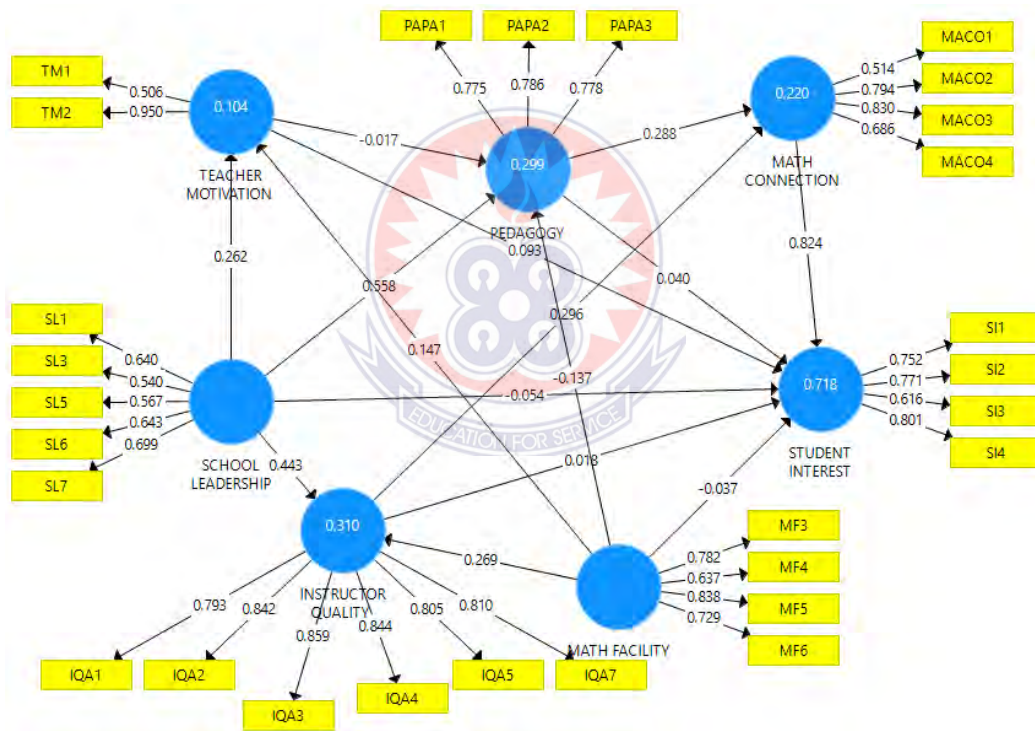 PAPA1
PAPA2
PAPA3
MACO1
MACO2
MACO3
MACO4
TM1
TM2
0.506
0.950
0.104
TEACHER
MOTIVATION
0.775
0.786
0.778
0.299
PEDAGOGY
0.514
0.794
0.830
0.686
0.220
MATH
CONNECTION
-0.017
0.288
0.262
0.558
0.093
0.040
0.824
0.296
0.147
-0.137
-0.054
SL1
SL3
SL5
SL6
SL7
0.640
0.540
0.567
0.643
0.699
SCHOOL
LEADERSHIP
0.443
EDUCATION FOR SERVICE
0.018
-0.037
0.718
STUDENT
INTEREST
0.752
0.771
0.616
0.801
SI1
SI2
SI3
SI4
0.310
INSTRUCTOR
QUALITY
0.269
MATH FACILITY
0.782
0.637
0.838
0.729
MF3
MF4
MF5
MF6
0.793
0.842
0.859
0.844
0.805
0.810
IQA1
IQA2
IQA3
IQA4
IQA5
IQA7